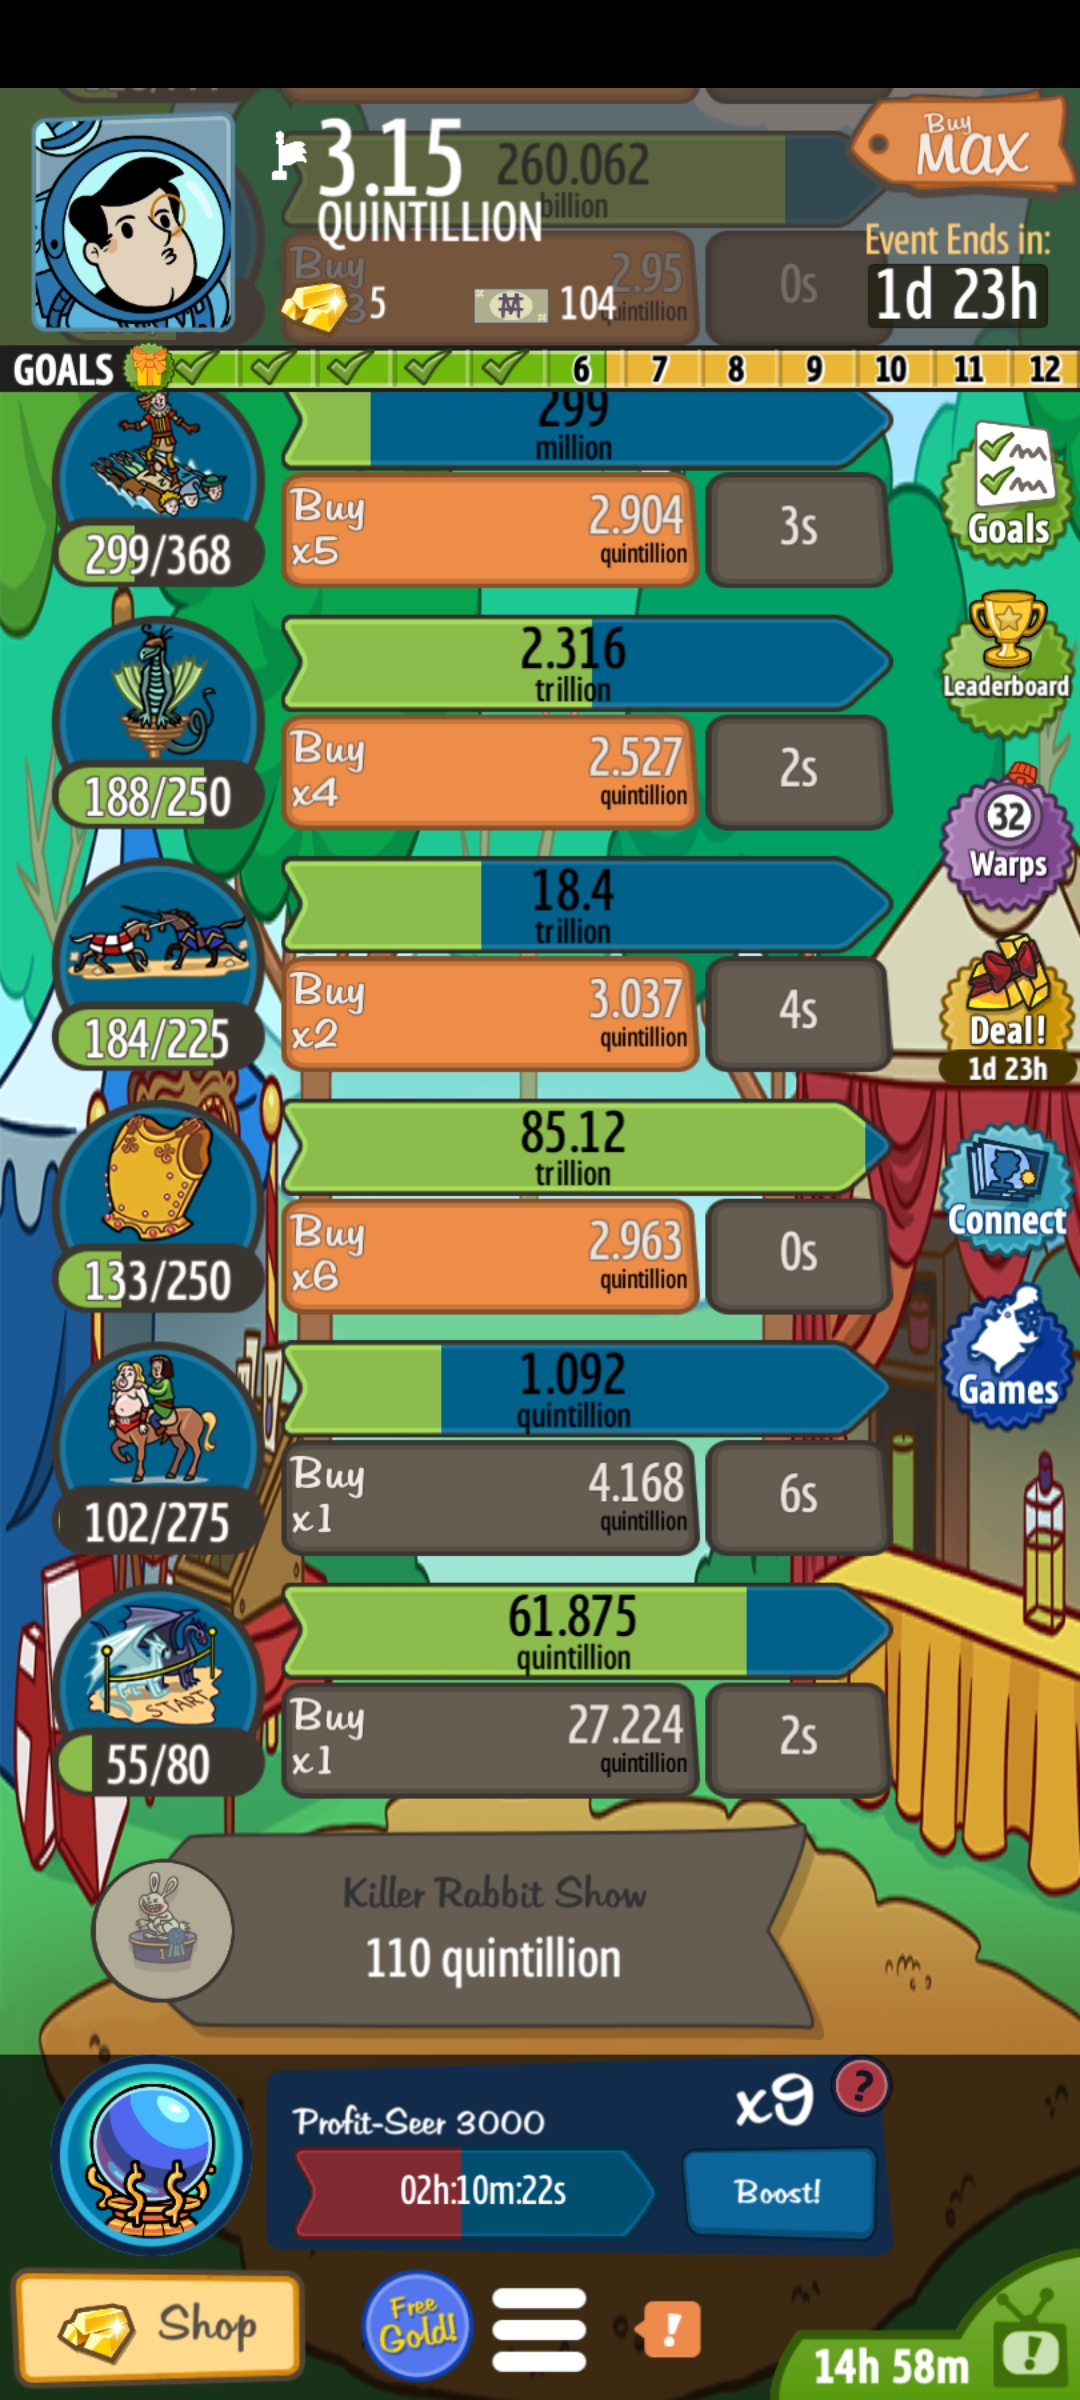 3.15
QUINTILLION
260.062
billion
Buy
MAX
Buy
2.95
quintillion
0s
5
104
Event Ends in:
1d 23h
GOALS
6 7 8 9 10 11 12
299
million
299/368
Buy
x5
2.904
quintillion
3s
Goals
2.316
trillion
188/250
Buy
x4
2.527
quintillion
2s
Leaderboard
18.4
trillion
184/225
Buy
x2
3.037
quintillion
4s
32
Warps
Deal!
1d 23h
85.12
trillion
133/250
Buy
x6
2.963
quintillion
0s
Connect
1.092
quintillion
102/275
Buy
x1
4.168
quintillion
6s
Games
61.875
quintillion
START
55/80
Buy
x1
27.224
quintillion
2s
Killer Rabbit Show
110 quintillion
1
Profit-Seer 3000
x9
?
02h:10m:22s
Boost!
Shop
Free
Gold!
!
14h 58m
!